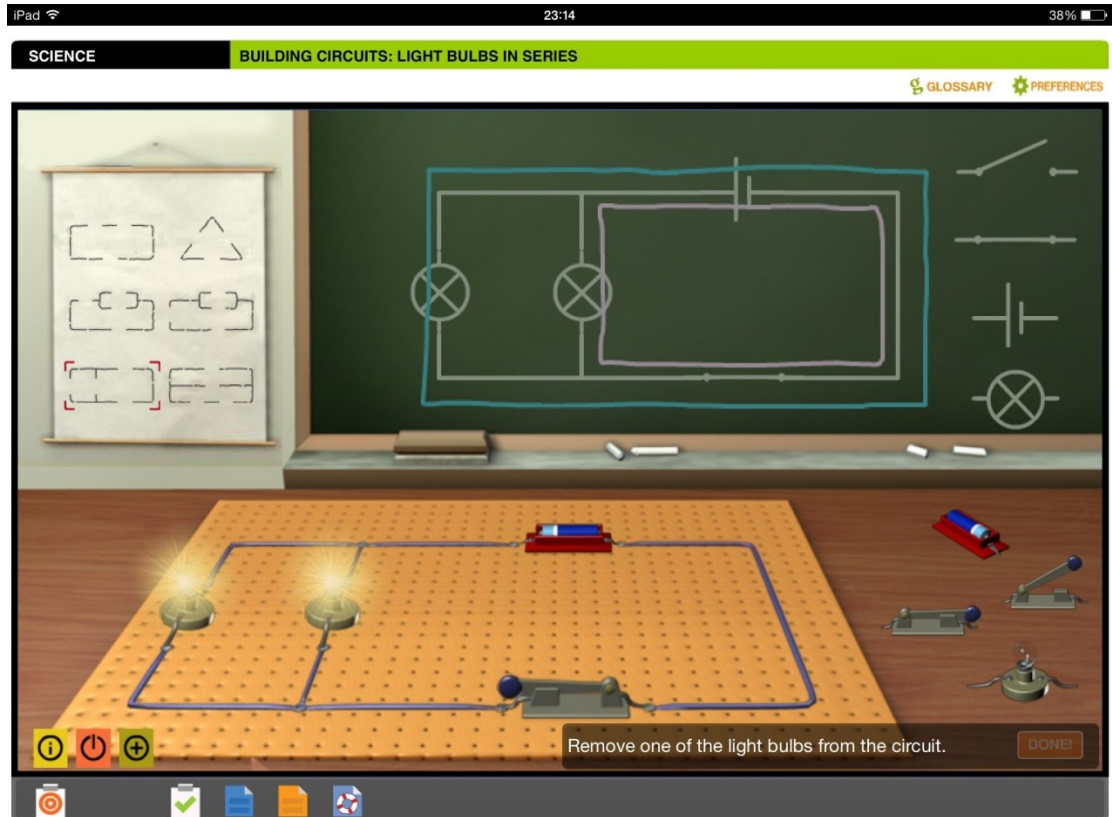 iPad 23:14 38%
SCIENCE BUILDING CIRCUITS: LIGHT BULBS IN SERIES
g GLOSSARY PREFERENCES
Remove one of the light bulbs from the circuit. DONE!